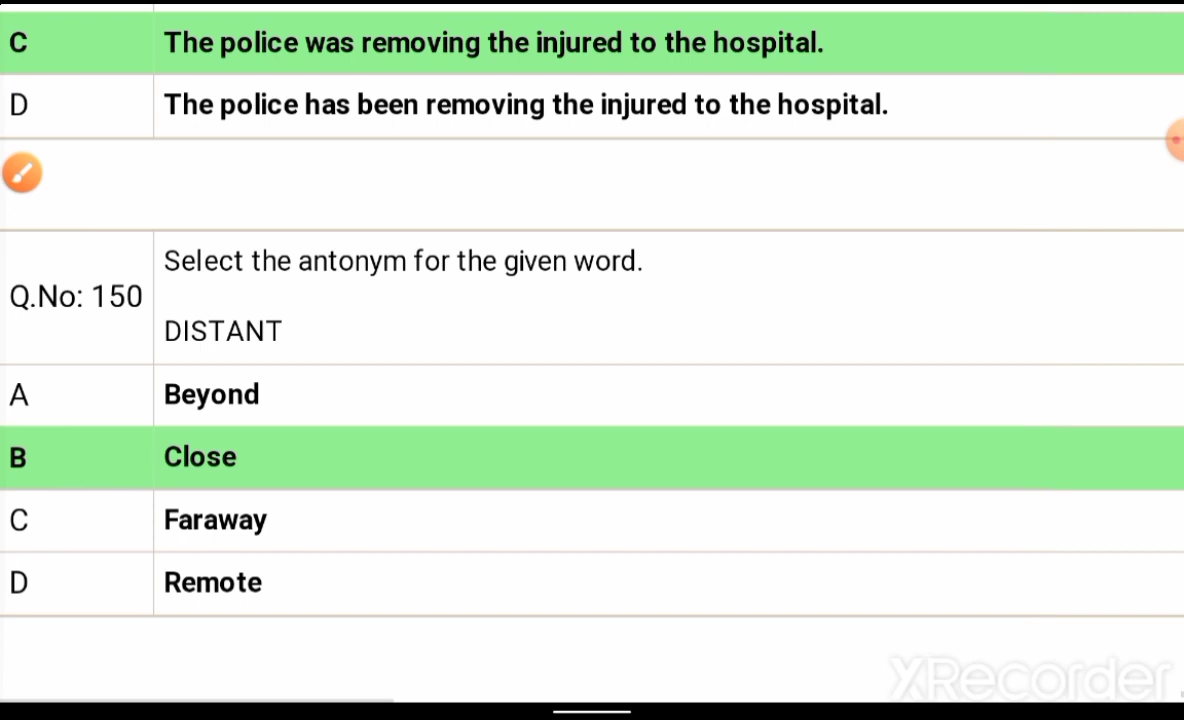 C The police was removing the injured to the hospital.
D The police has been removing the injured to the hospital.
Select the antonym for the given word.
Q.No: 150
DISTANT
A Beyond
B Close
C Faraway
D Remote
XRecorder